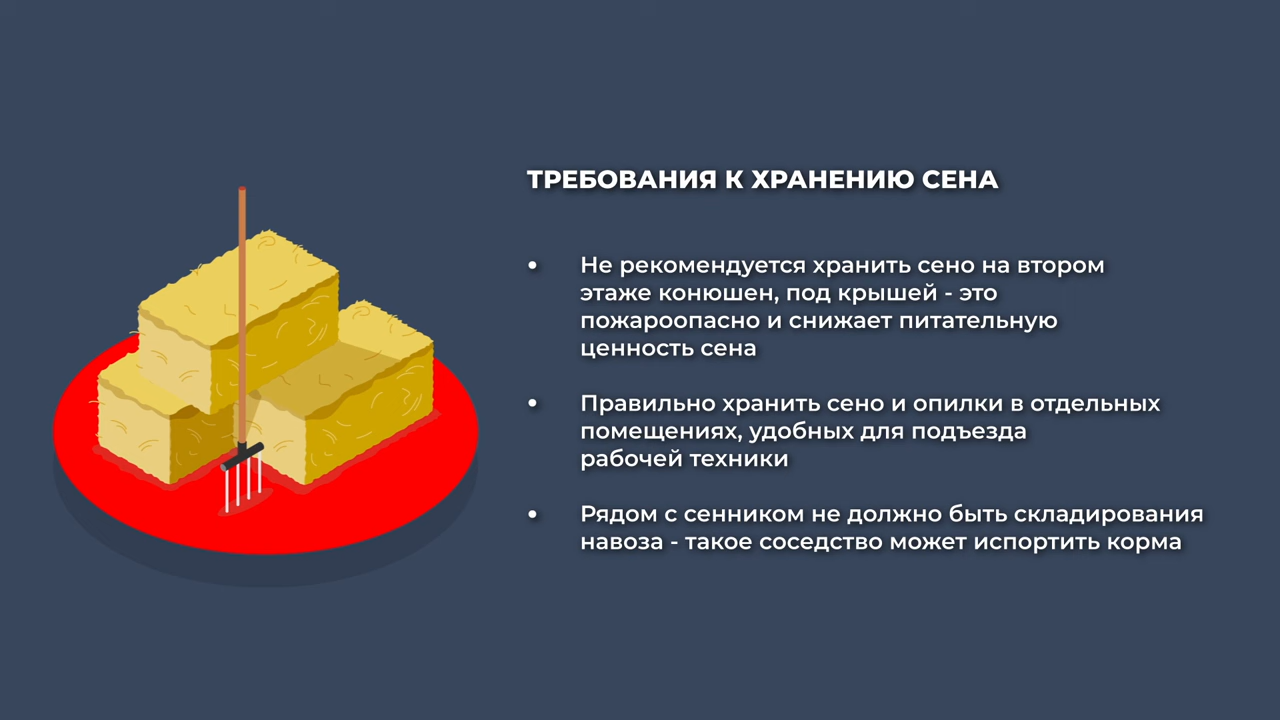 ТРЕБОВАНИЯ К ХРАНЕНИЮ СЕНА
• Не рекомендуется хранить сено на втором
этаже конюшен, под крышей - это
пожароопасно и снижает питательную
ценность сена
• Правильно хранить сено и опилки в отдельных
помещениях, удобных для подъезда
рабочей техники
• Рядом с сенником не должно быть складирования
навоза - такое соседство может испортить корма